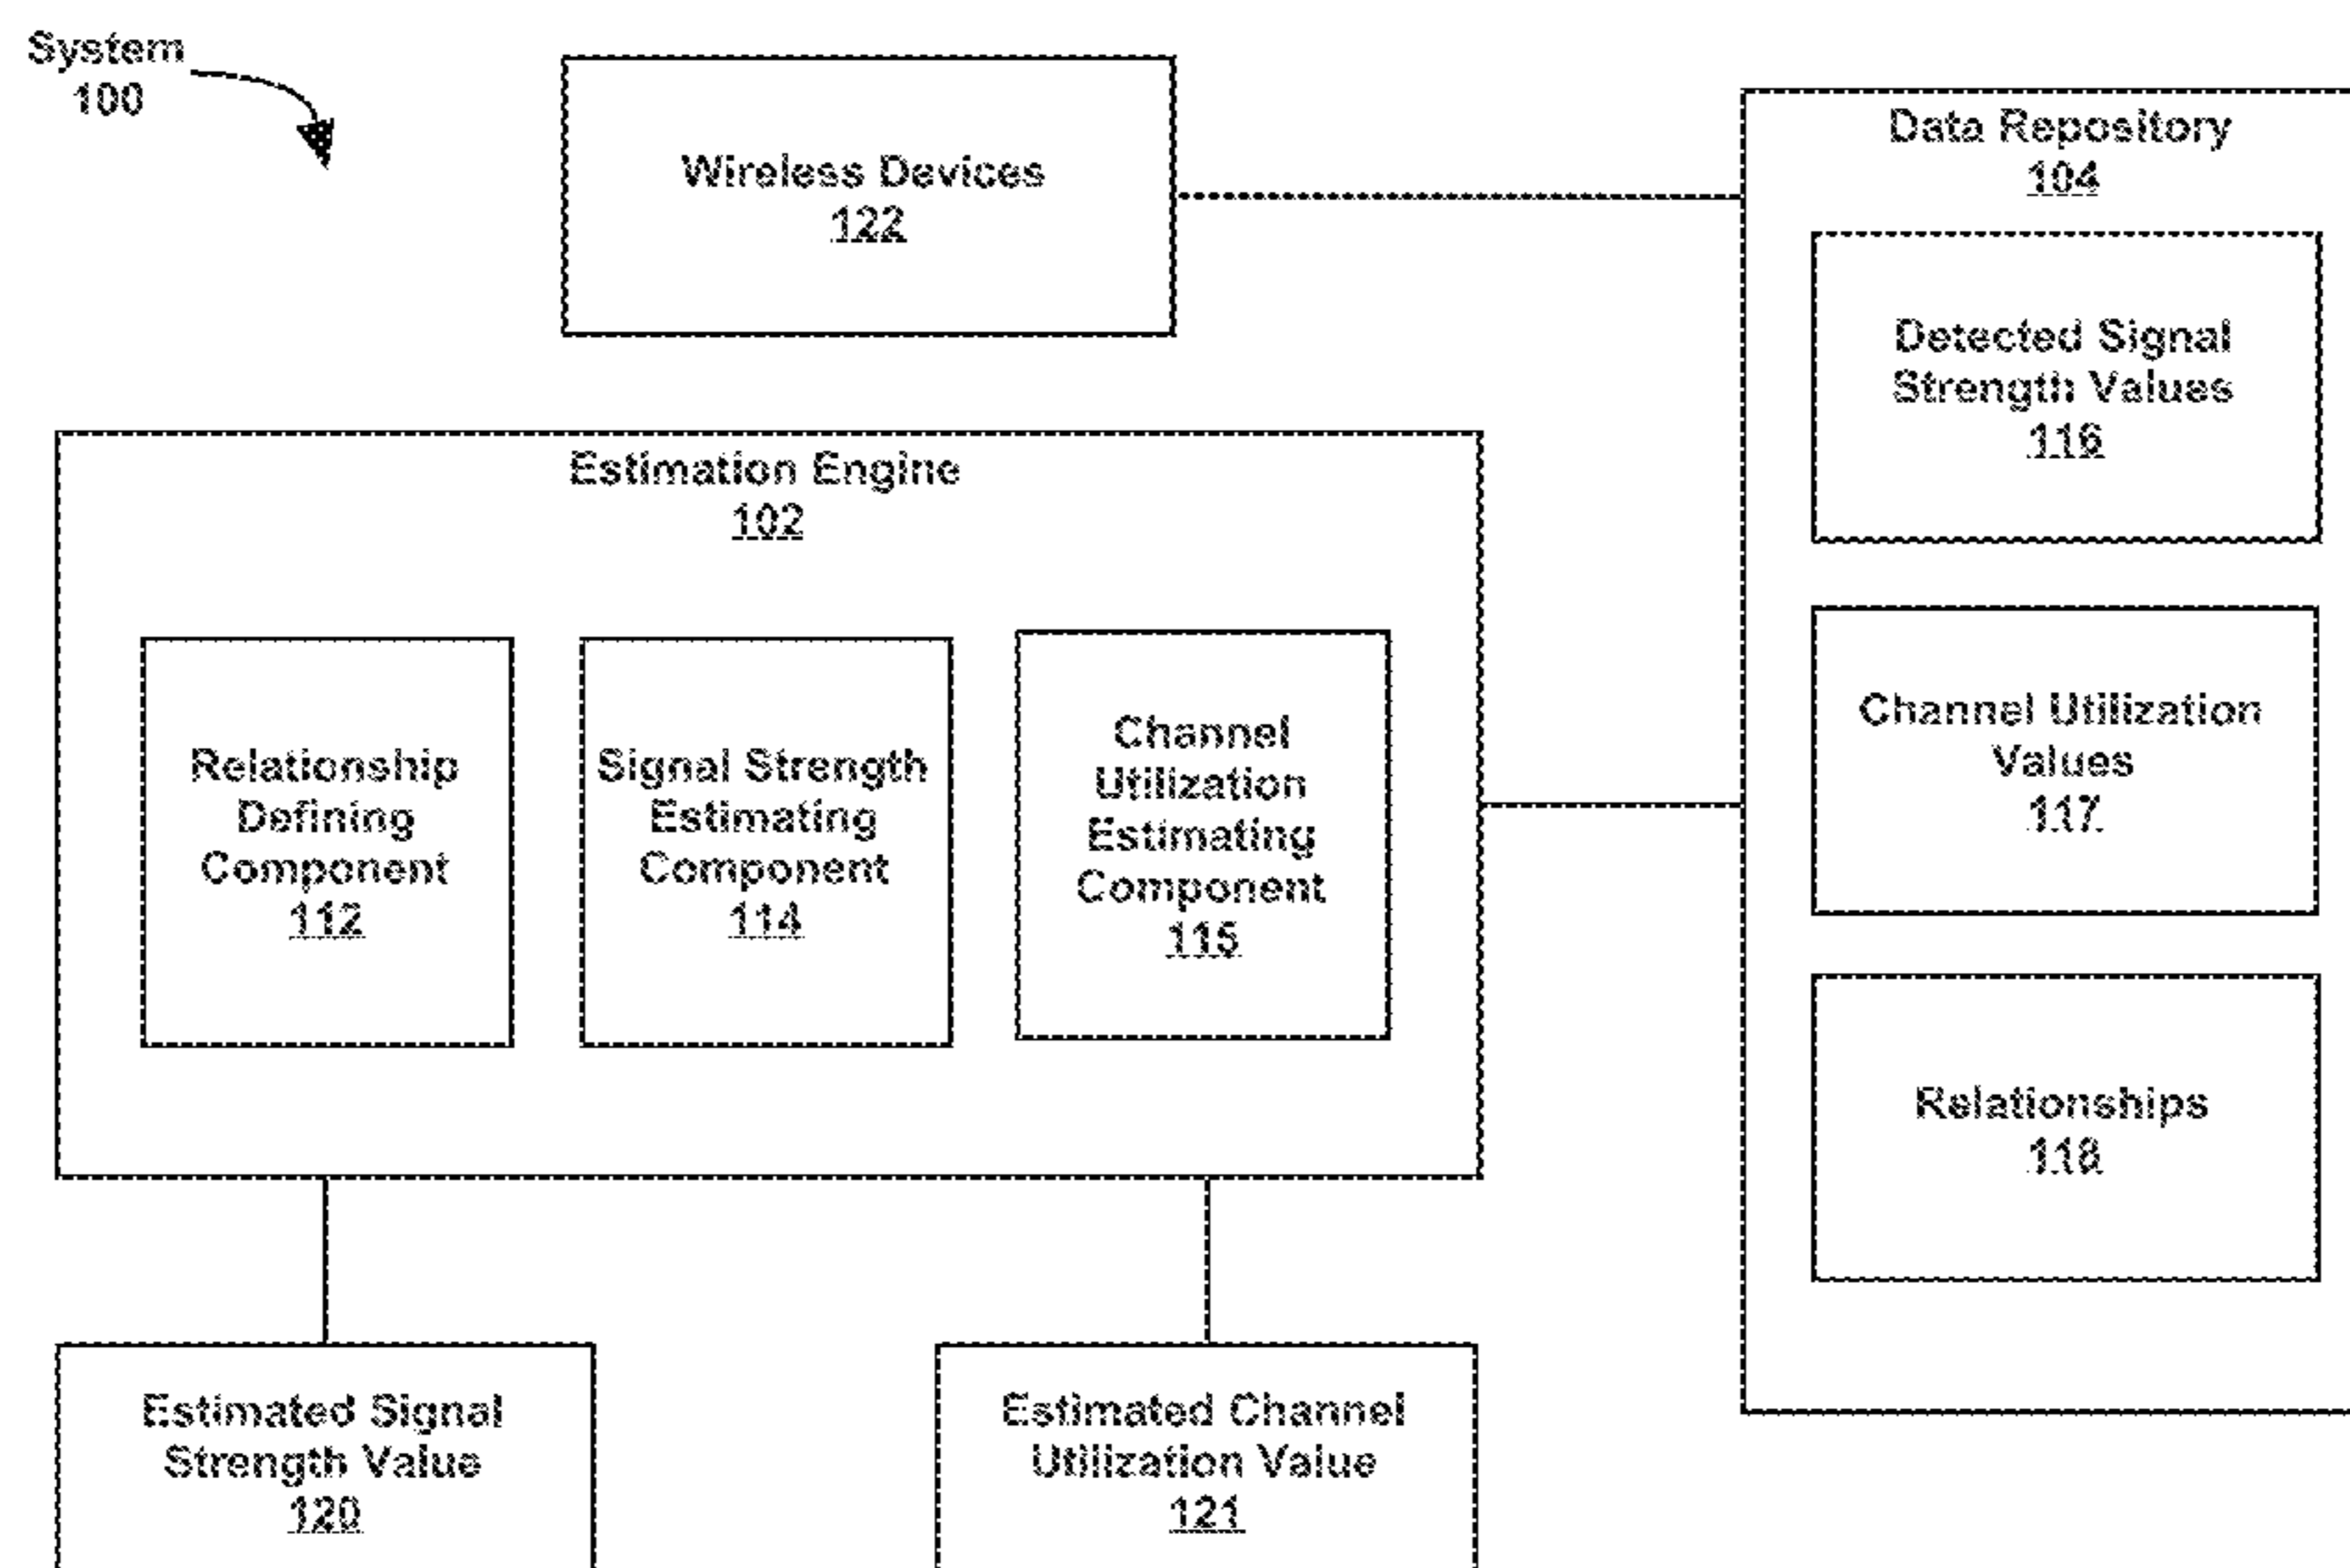 System
100
Wireless Devices
122
Data Repository
104
Detected Signal
Strength Values
116
Channel Utilization
Values
117
Relationships
118
Estimation Engine
102
Relationship
Defining
Component
112
Signal Strength
Estimating
Component
114
Channel
Utilization
Estimating
Component
115
Estimated Signal
Strength Value
120
Estimated Channel
Utilization Value
121